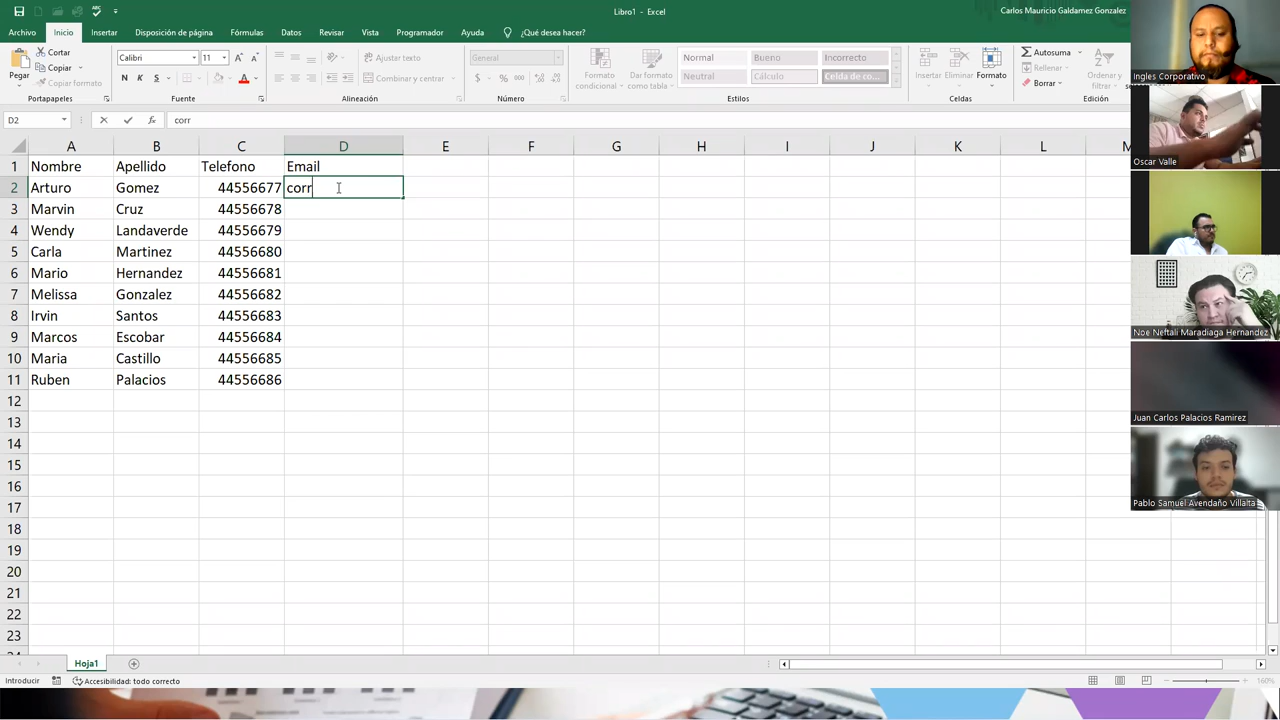 Libro1 - Excel
Carlos Mauricio Galdamez Gonzalez
Archivo Inicio Insertar Disposición de página Fórmulas Datos Revisar Vista Programador Ayuda ¿Qué desea hacer?
Pegar
Cortar
Copiar
Copiar formato
Portapapeles
Calibri 11
N K S
Fuente
Ajustar texto
Combinar y centrar
Alineación
General
$ % 000
Número
Formato condicional
Dar formato como tabla
Normal Bueno Incorrecto
Neutral Cálculo Celda de co...
Estilos
Insertar Eliminar Formato
Celdas
Autosuma
Rellenar
Borrar
Ordenar y filtrar
Edición
D2 fx corr
A B C D E F G H I J K L M
1 Nombre Apellido Telefono Email
2 Arturo Gomez 44556677 corr
3 Marvin Cruz 44556678
4 Wendy Landaverde 44556679
5 Carla Martinez 44556680
6 Mario Hernandez 44556681
7 Melissa Gonzalez 44556682
8 Irvin Santos 44556683
9 Marcos Escobar 44556684
10 Maria Castillo 44556685
11 Ruben Palacios 44556686
12
13
14
15
16
17
18
19
20
21
22
23
Hoja1
Introducir Accesibilidad: todo correcto 160%
Ingles Corporativo
Oscar Valle
Noe Neftali Maradiaga Hernandez
Juan Carlos Palacios Ramirez
Pablo Samuel Avendaño Villalta